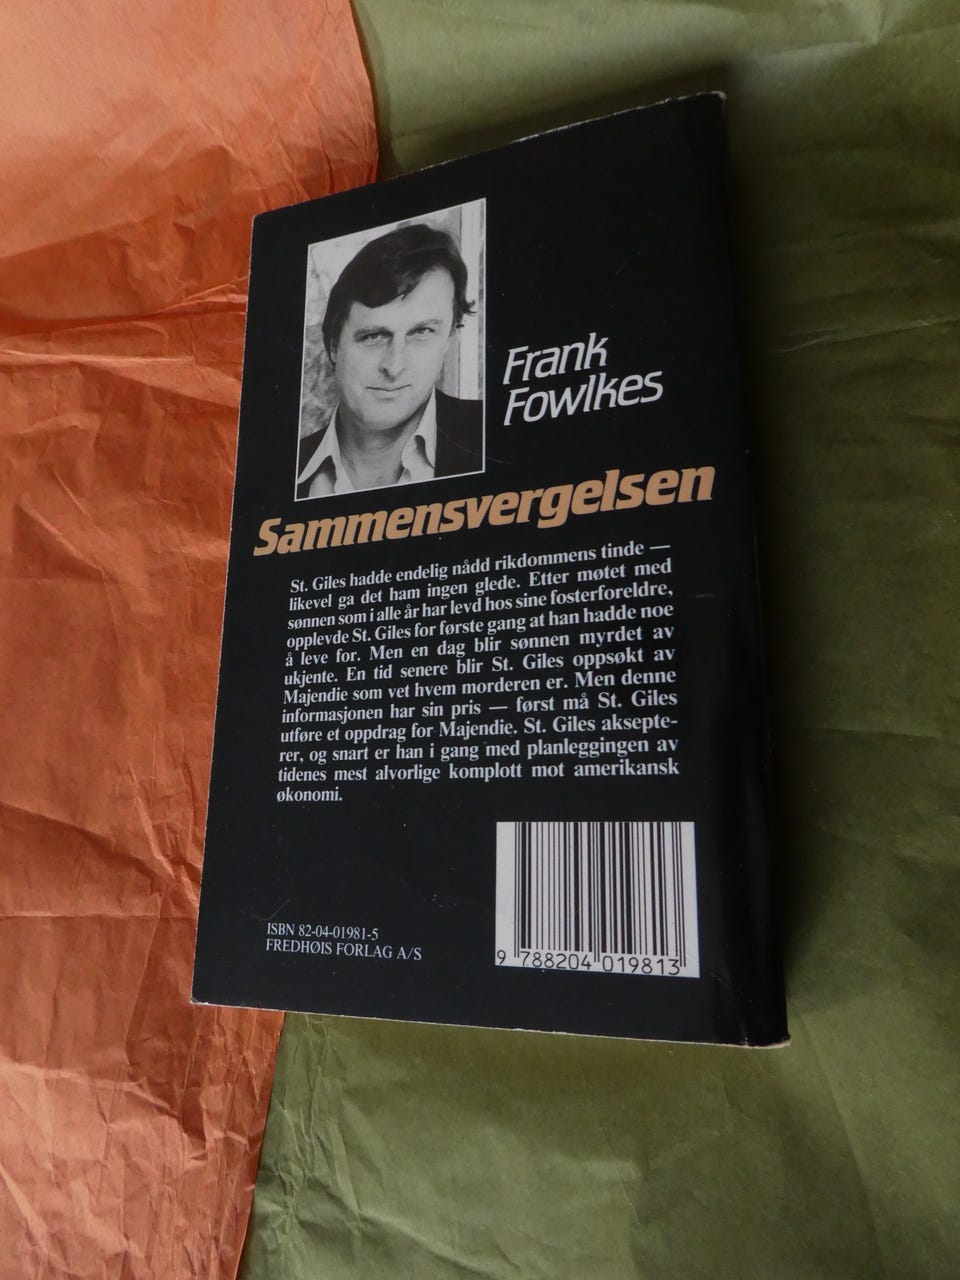 Frank
Fowlkes
Sammensvergelsen
St. Giles hadde endelig nådd rikdommens tinde —
likevel ga det ham ingen glede. Etter møtet med
sønnen som i alle år har levd hos sine fosterforeldre,
opplevde St. Giles for første gang at han hadde noe
å leve for. Men en dag blir sønnen myrdet av
ukjente. En tid senere blir St. Giles oppsøkt av
Majendie som vet hvem morderen er. Men denne
informasjonen har sin pris — først må St. Giles
utføre et oppdrag for Majendie. St. Giles aksepte-
rer, og snart er han i gang med planleggingen av
tidenes mest alvorlige komplott mot amerikansk
økonomi.
ISBN 82-04-01981-5
FREDHØIS FORLAG A/S
9 788204 019813